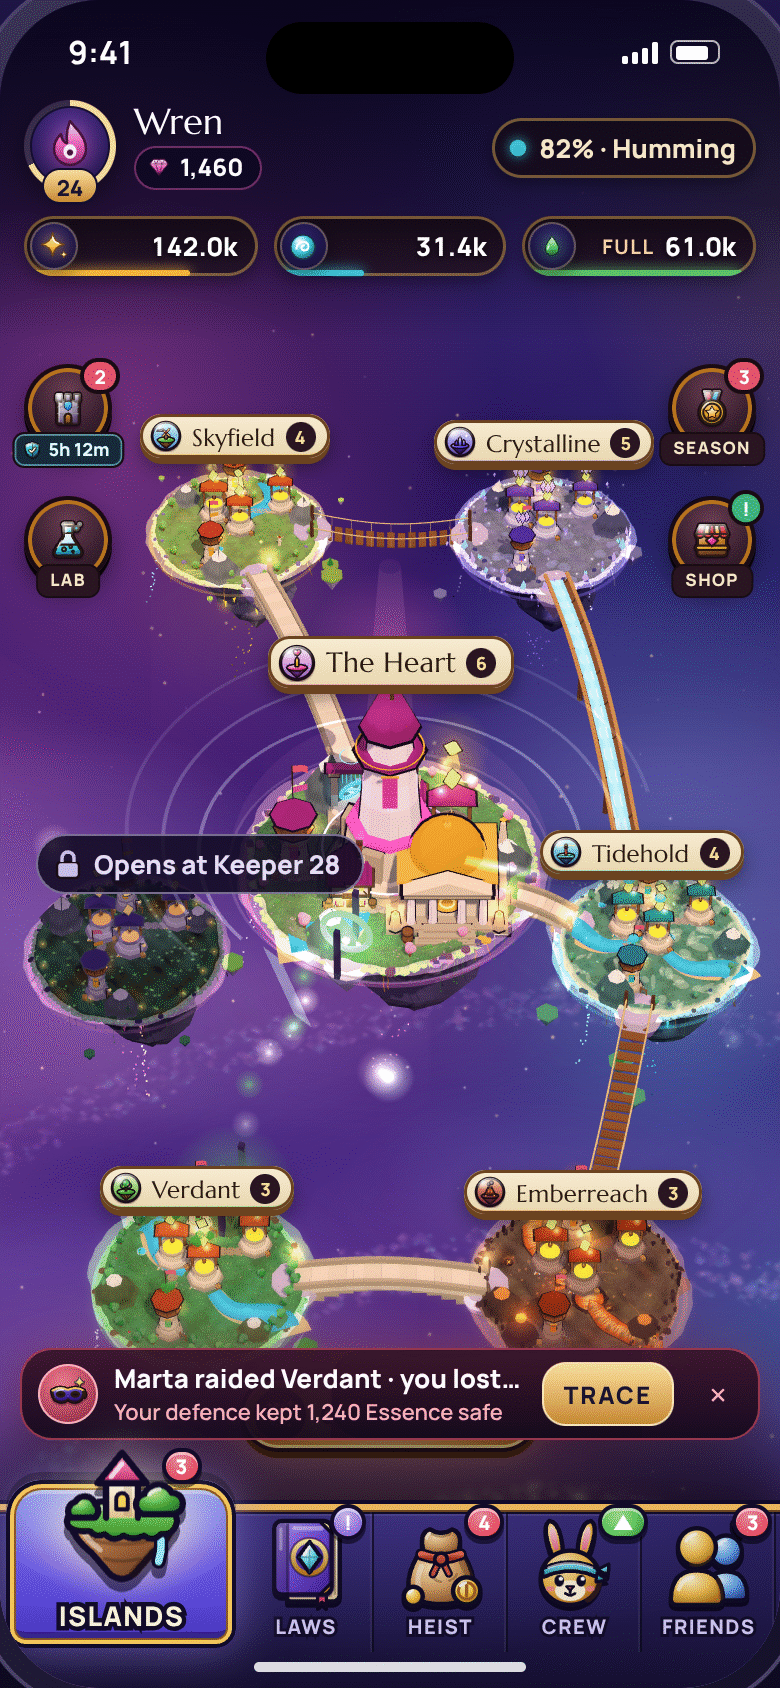 9:41
Wren
24
1,460
82% · Humming
142.0k
31.4k
FULL 61.0k
2
5h 12m
3
SEASON
Skyfield 4
Crystalline 5
LAB
!
SHOP
The Heart 6
Opens at Keeper 28
Tidehold 4
Verdant 3
Emberreach 3
Marta raided Verdant · you lost...
Your defence kept 1,240 Essence safe
TRACE
×
3
ISLANDS
!
LAWS
4
HEIST
CREW
3
FRIENDS